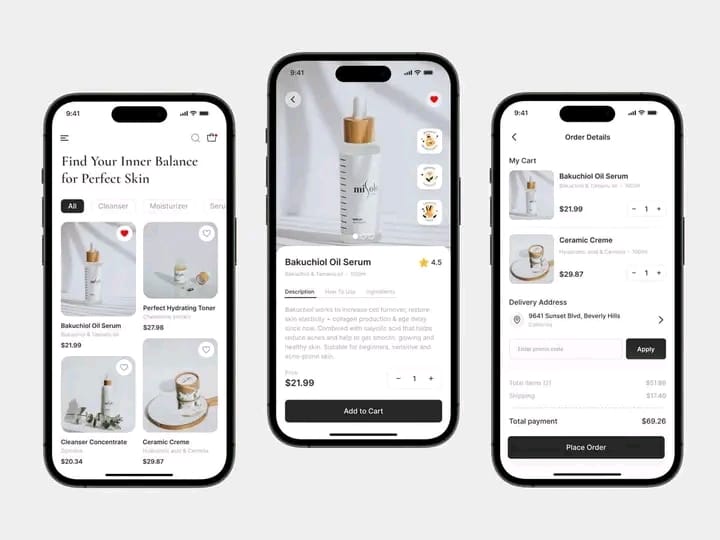 9:41
Find Your Inner Balance
for Perfect Skin
All
Cleanser
Moisturizer
Seru
Bakuchiol Oil Serum
Bakuchiol & Tamanu oil
$21.99
Perfect Hydrating Toner
$27.98
Cleanser Concentrate
$20.34
Ceramic Creme
Hyaluronic acid & Centella
$29.87
9:41
Bakuchiol Oil Serum
4.5
Bakuchiol & Tamanu oil • 100ml
Description
How To Use
Ingredients
Bakuchiol works to increase cell turnover, restore
skin elasticity + collagen production & age delay
since now. Combined with salicylic acid that helps
reduce acnes and help to get smooth, glowing and
healthy skin. Suitable for beginners, sensitive and
acne-prone skin.
Price
$21.99
− 1 +
Add to Cart
9:41
Order Details
My Cart
Bakuchiol Oil Serum
Bakuchiol & Tamanu oil • 100ml
$21.99
− 1 +
Ceramic Creme
Hyaluronic acid & Centella • 100ml
$29.87
− 1 +
Delivery Address
9641 Sunset Blvd, Beverly Hills
California
Enter promo code
Apply
Total Items (2)
$51.86
Shipping
$17.40
Total payment
$69.26
Place Order